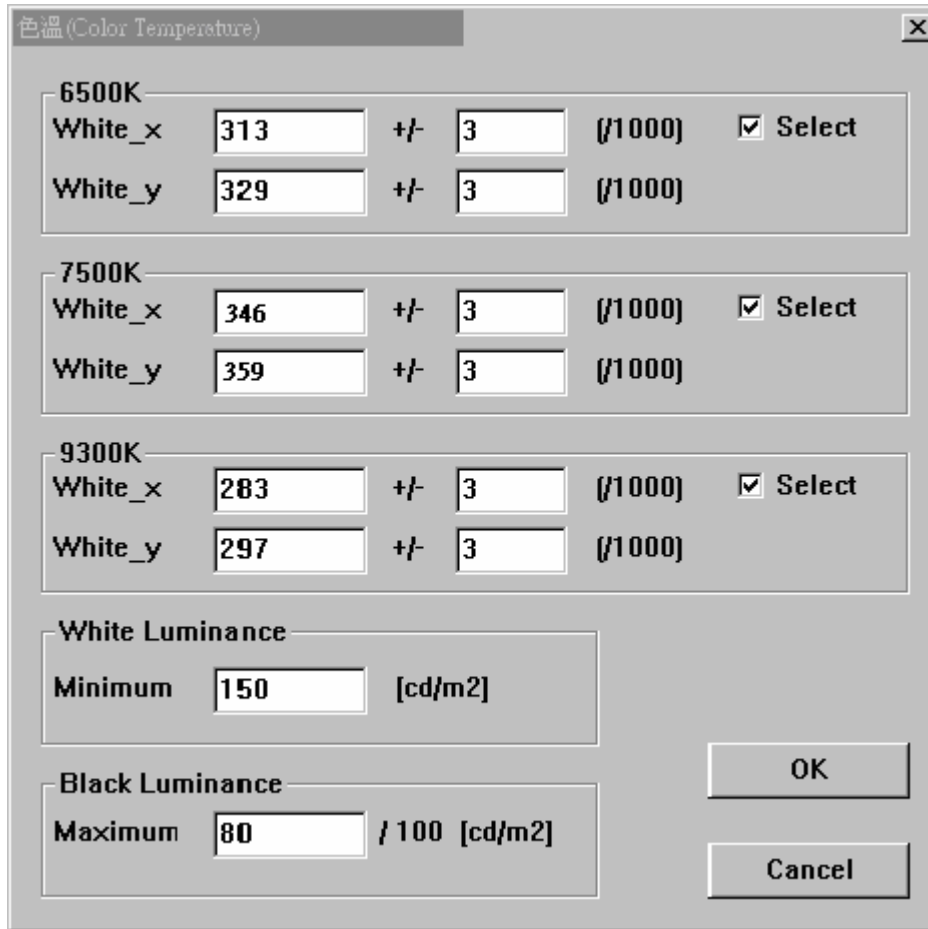 色溫(Color Temperature)
6500K
White_x 313 +/- 3 (/1000) Select
White_y 329 +/- 3 (/1000)
7500K
White_x 346 +/- 3 (/1000) Select
White_y 359 +/- 3 (/1000)
9300K
White_x 283 +/- 3 (/1000) Select
White_y 297 +/- 3 (/1000)
White Luminance
Minimum 150 [cd/m2]
Black Luminance
Maximum 80 / 100 [cd/m2]
OK
Cancel